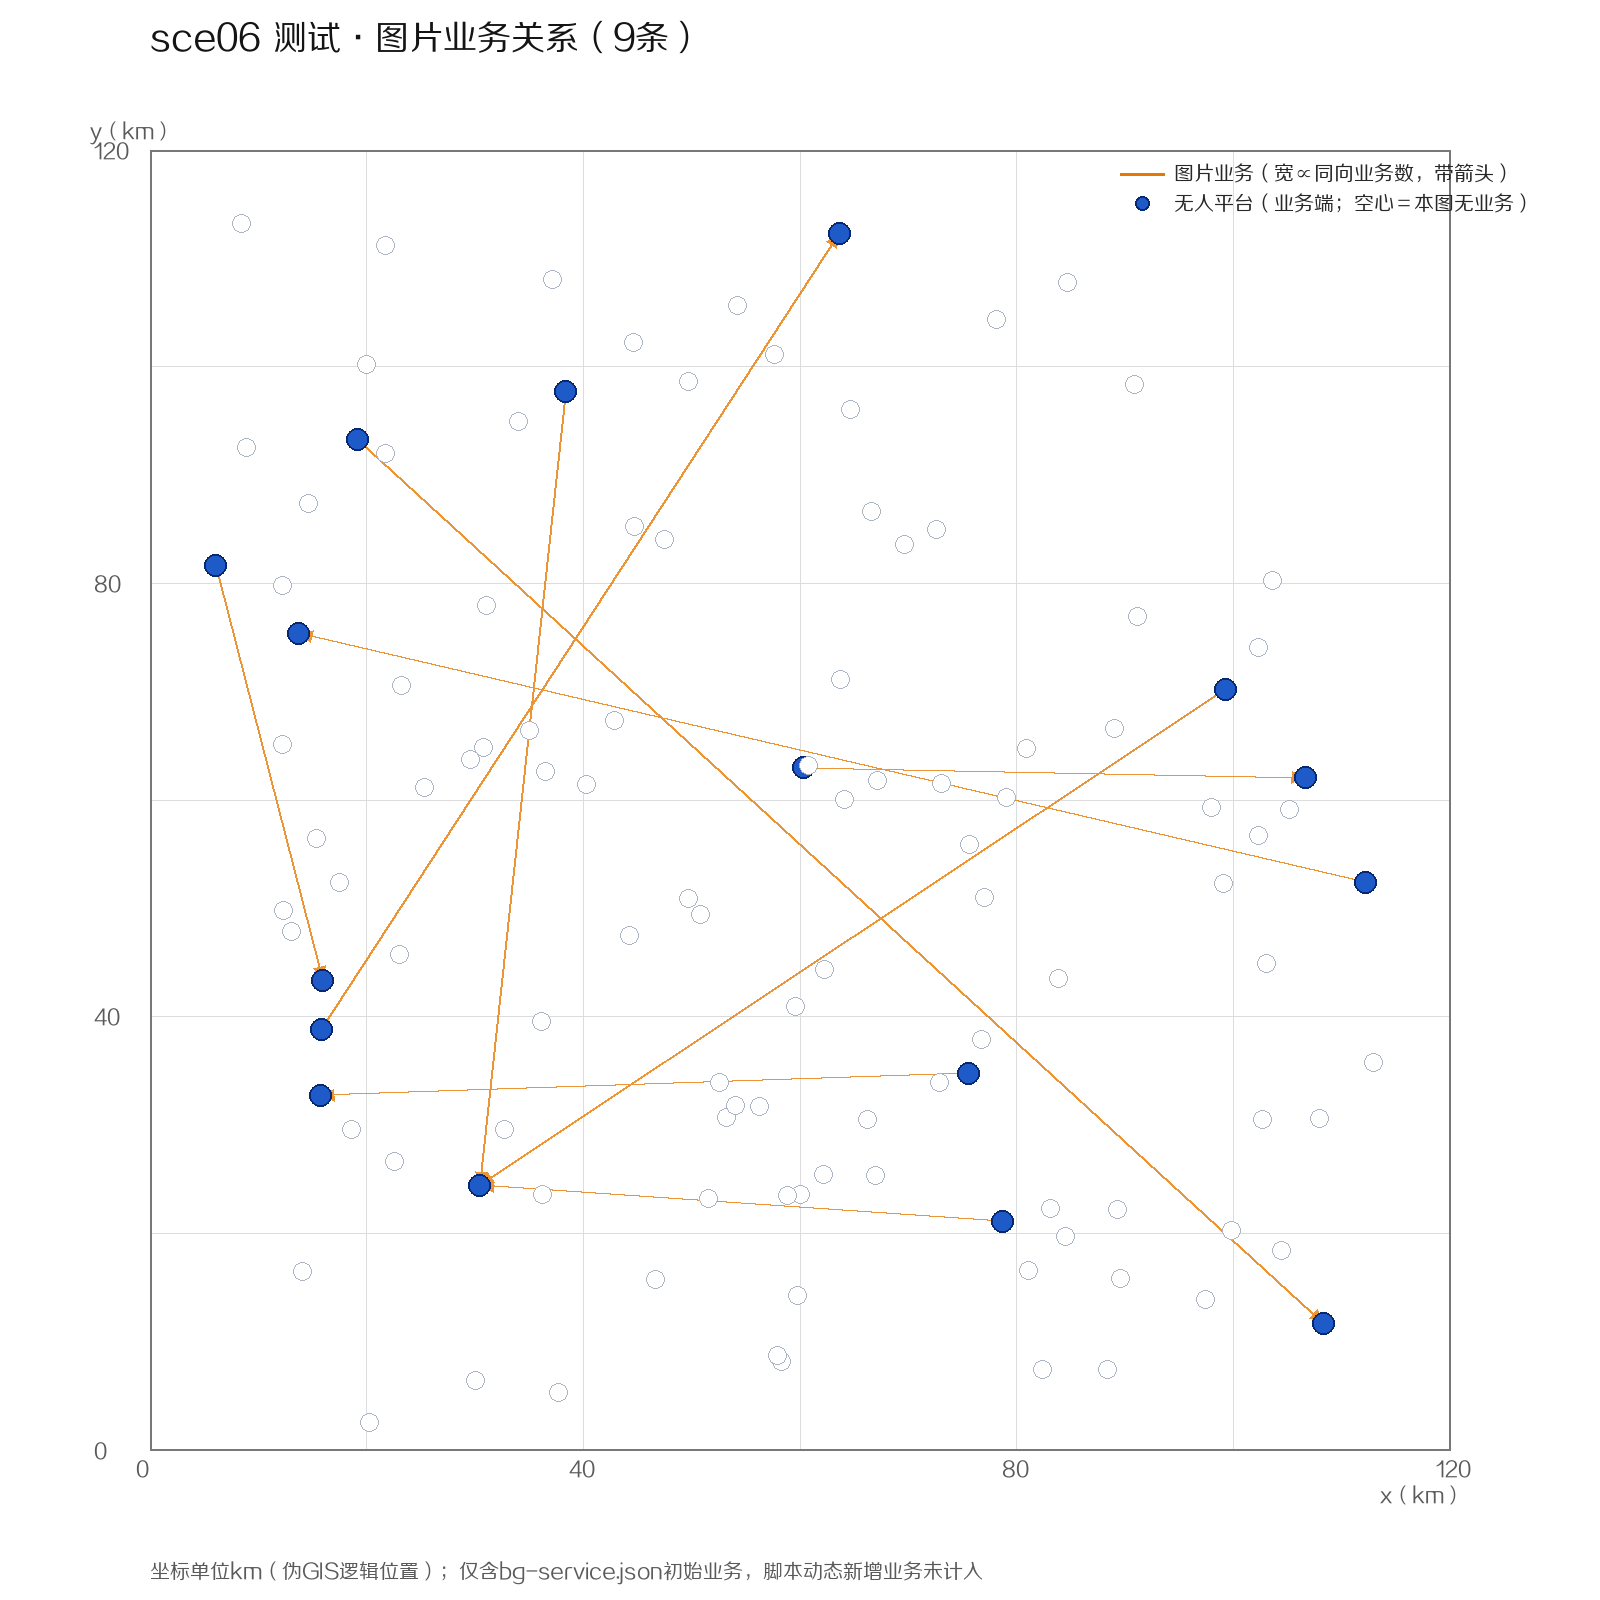 sce06 测试 · 图片业务关系（9条）
y（km）
120
图片业务（宽∝同向业务数，带箭头）
无人平台（业务端；空心＝本图无业务）
80
40
0
0 40 80 120
x（km）
坐标单位km（伪GIS逻辑位置）；仅含bg-service.json初始业务，脚本动态新增业务未计入